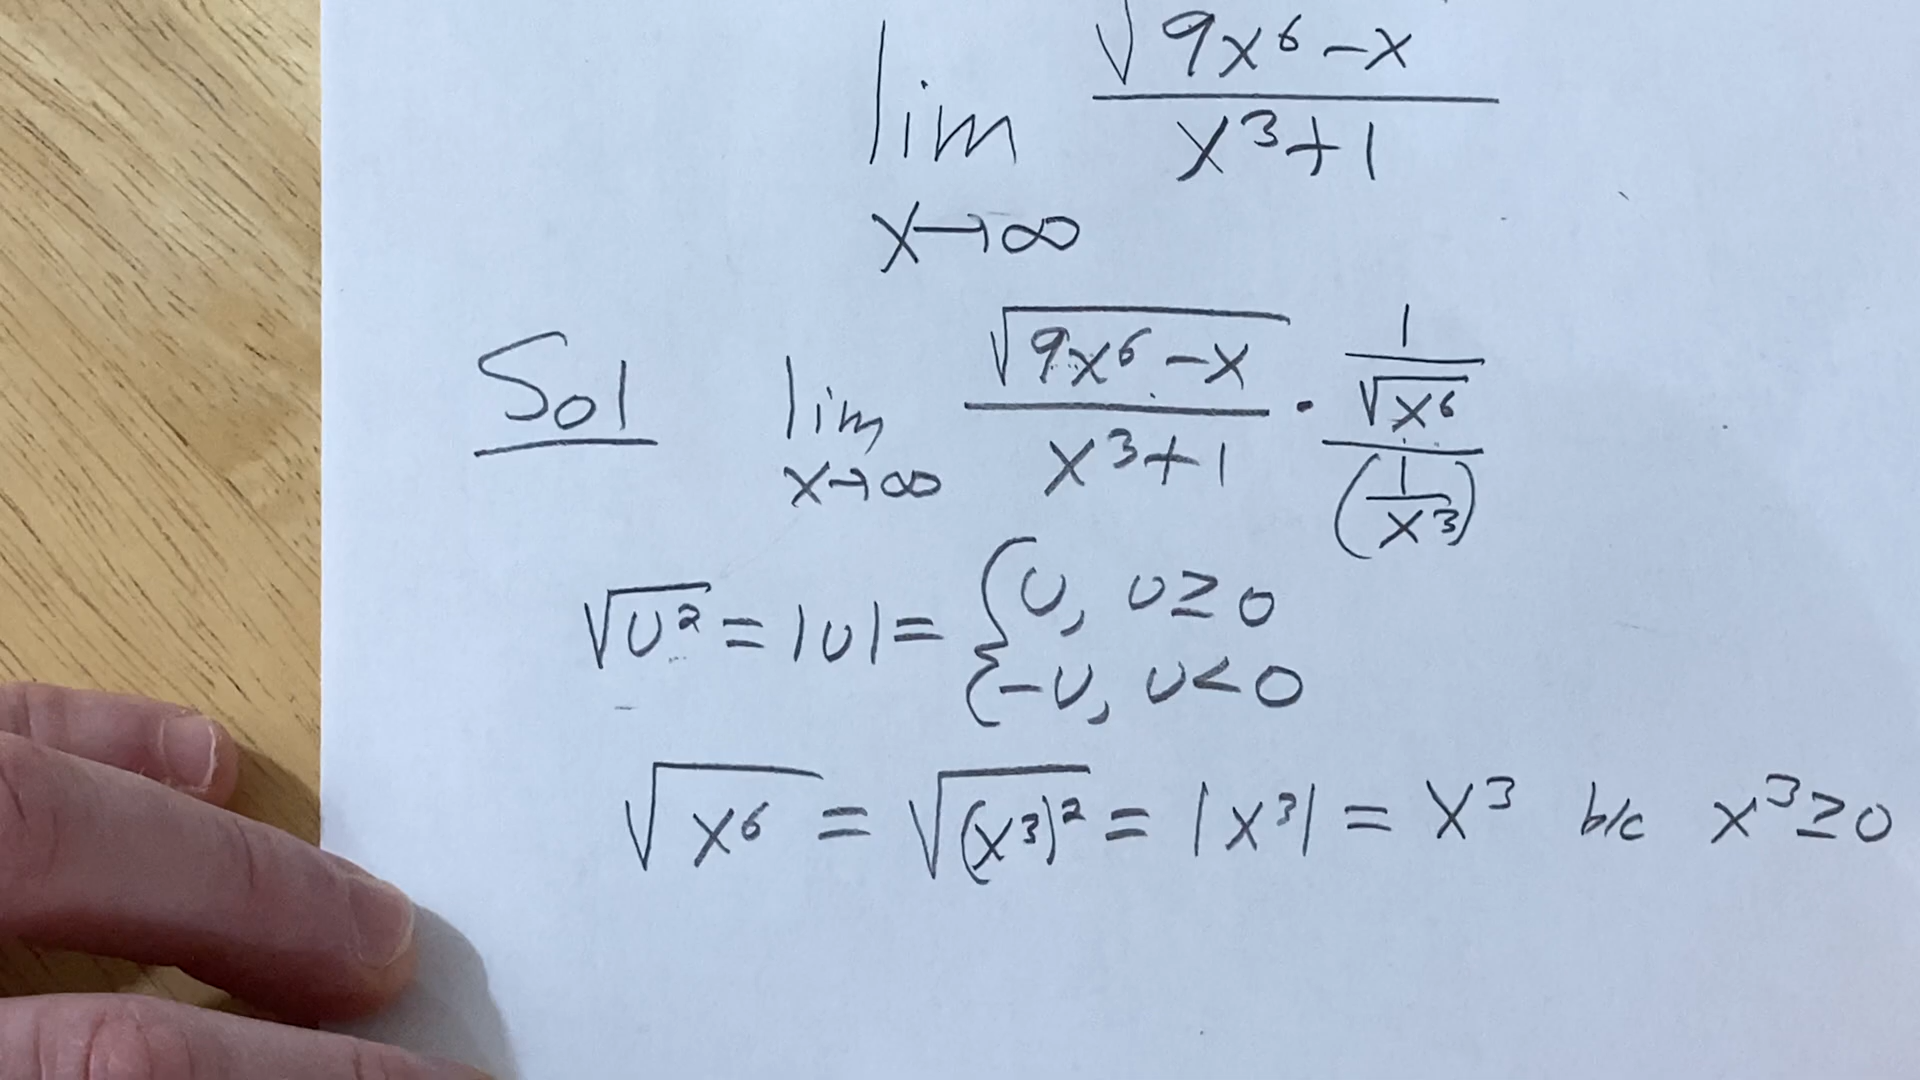 lim x→∞ √(9x⁶ - x) / (x³ + 1)
Sol lim x→∞ √(9x⁶ - x) / (x³ + 1) · (1/√(x⁶)) / (1/x³)
√(u²) = |u| = { u, u ≥ 0
{ -u, u < 0
√(x⁶) = √((x³)²) = |x³| = x³ b/c x³ ≥ 0